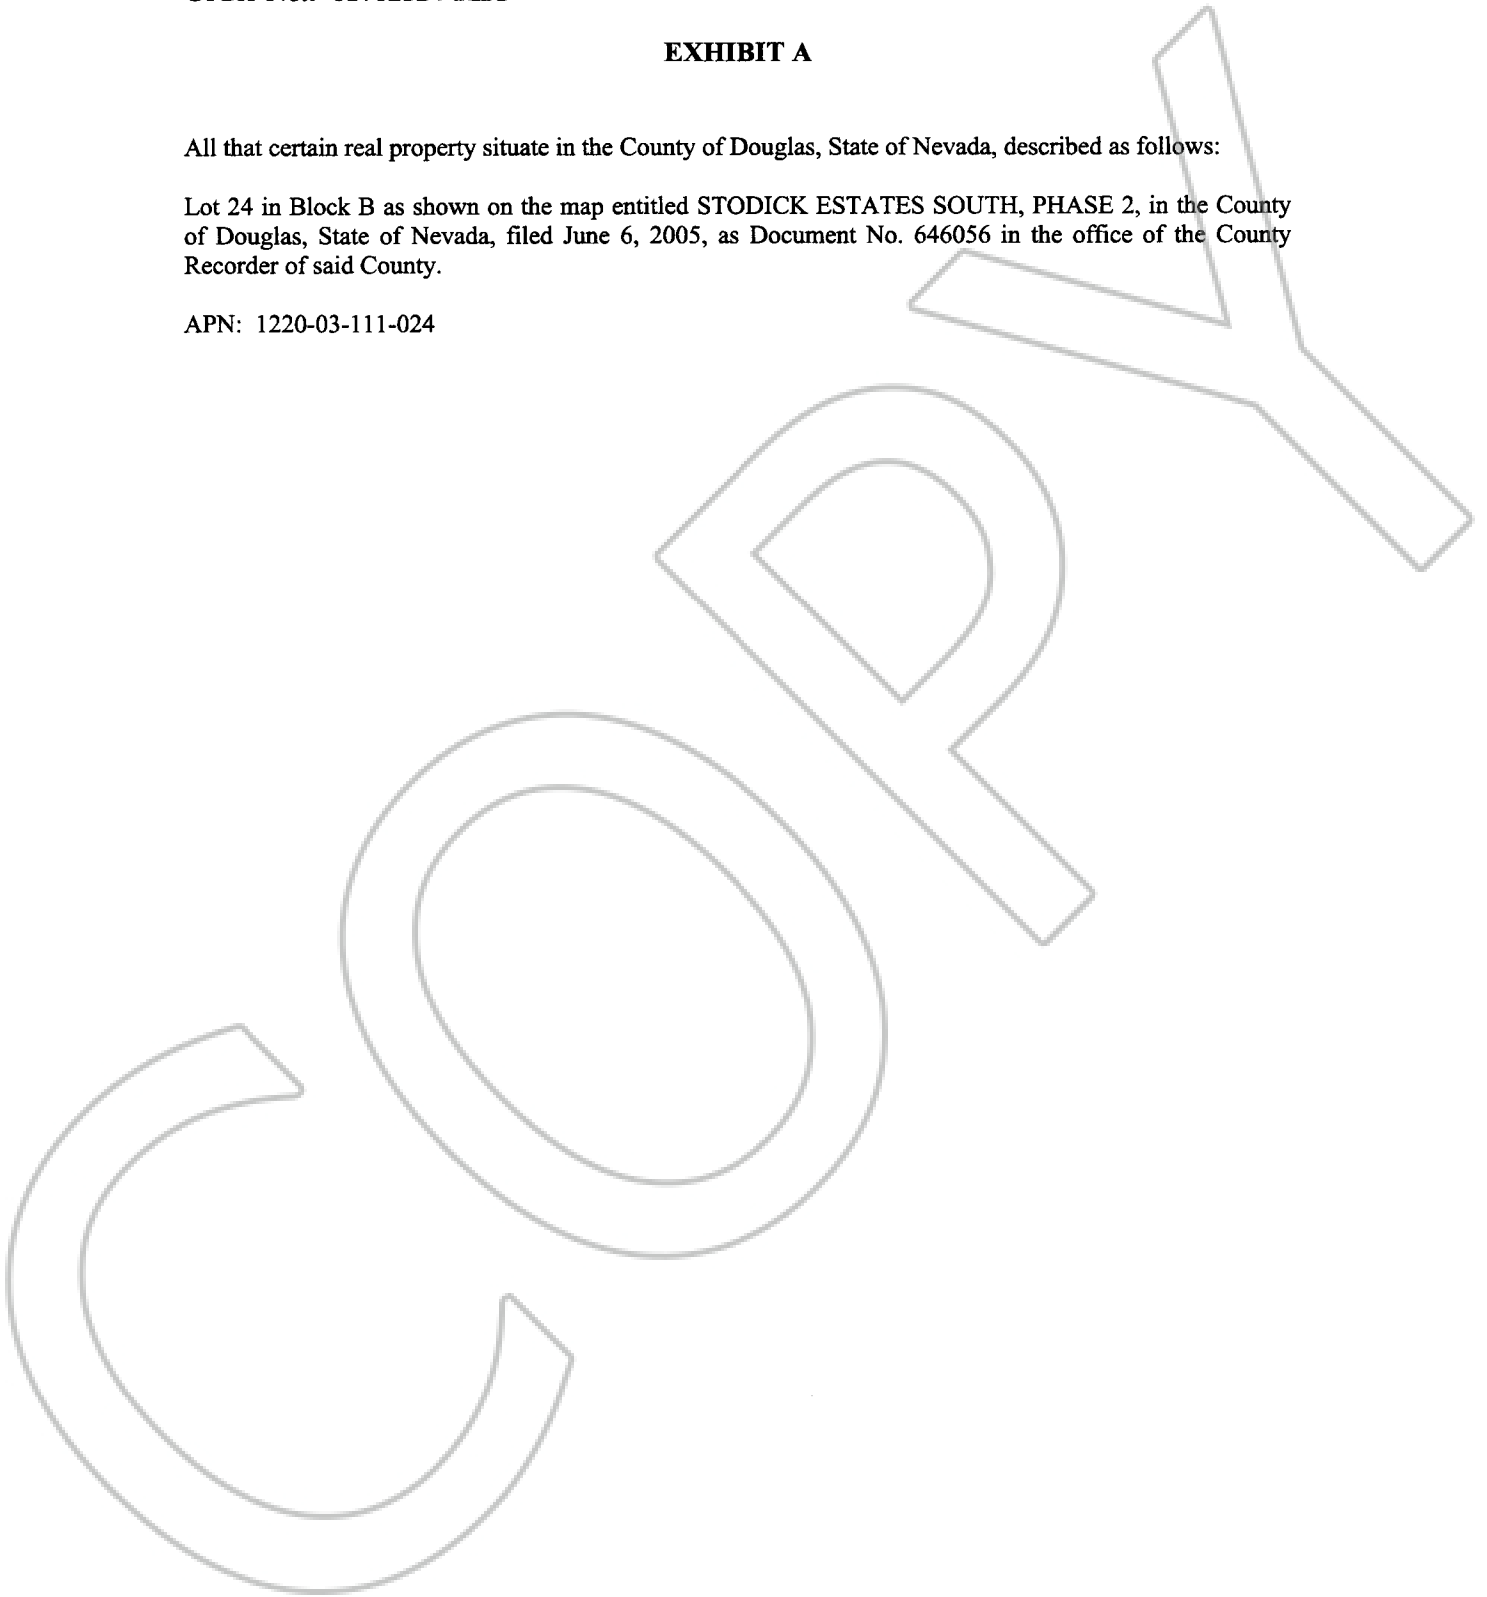 EXHIBIT A
All that certain real property situate in the County of Douglas, State of Nevada, described as follows:
Lot 24 in Block B as shown on the map entitled STODICK ESTATES SOUTH, PHASE 2, in the County
of Douglas, State of Nevada, filed June 6, 2005, as Document No. 646056 in the office of the County
Recorder of said County.
APN: 1220-03-111-024
COPY